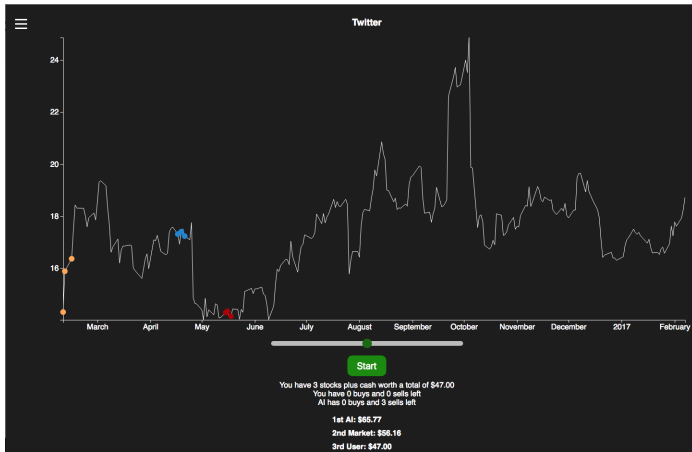 Twitter
24
22
20
18
16
March April May June July August September October November December 2017 February
Start
You have 3 stocks plus cash worth a total of $47.00
You have 0 buys and 0 sells left
AI has 0 buys and 3 sells left
1st AI: $65.77
2nd Market: $56.16
3rd User: $47.00